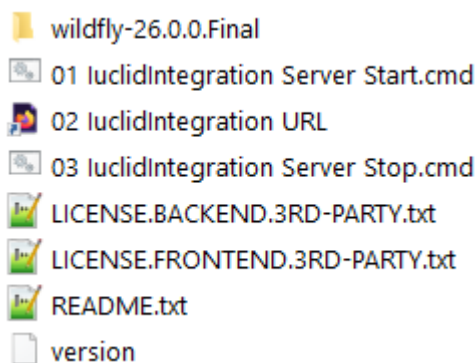 wildfly-26.0.0.Final
01 IuclidIntegration Server Start.cmd
02 IuclidIntegration URL
03 IuclidIntegration Server Stop.cmd
LICENSE.BACKEND.3RD-PARTY.txt
LICENSE.FRONTEND.3RD-PARTY.txt
README.txt
version